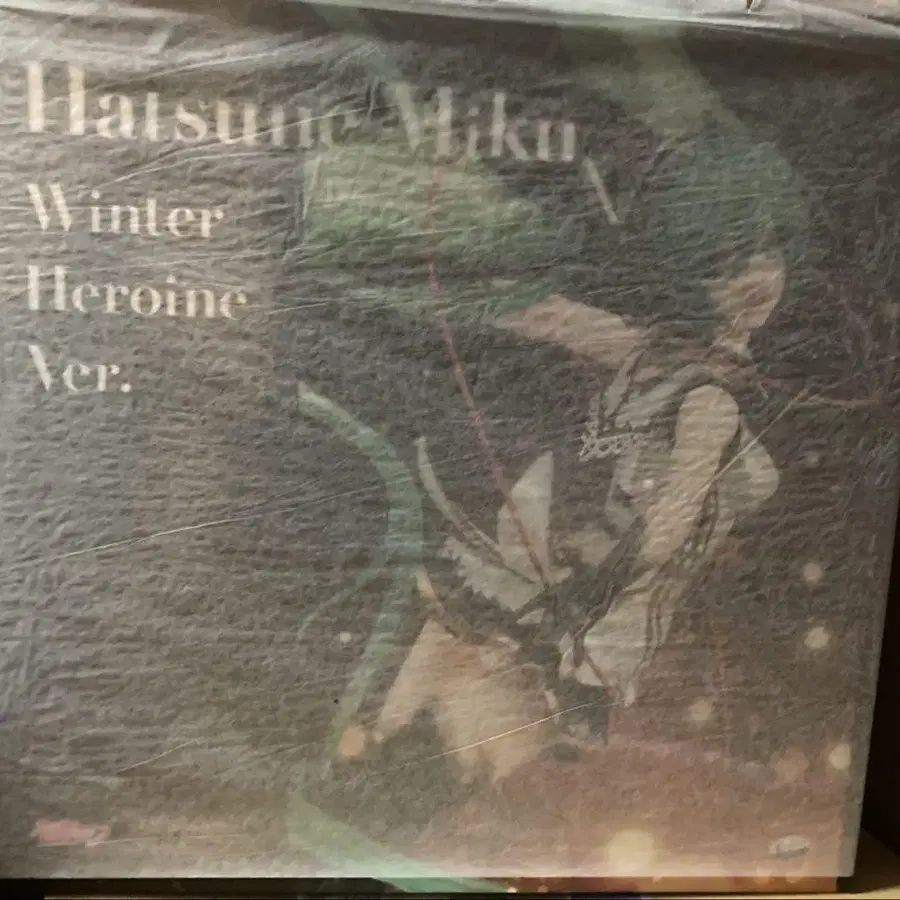 Hatsune Miku
Winter
Heroine
Ver.